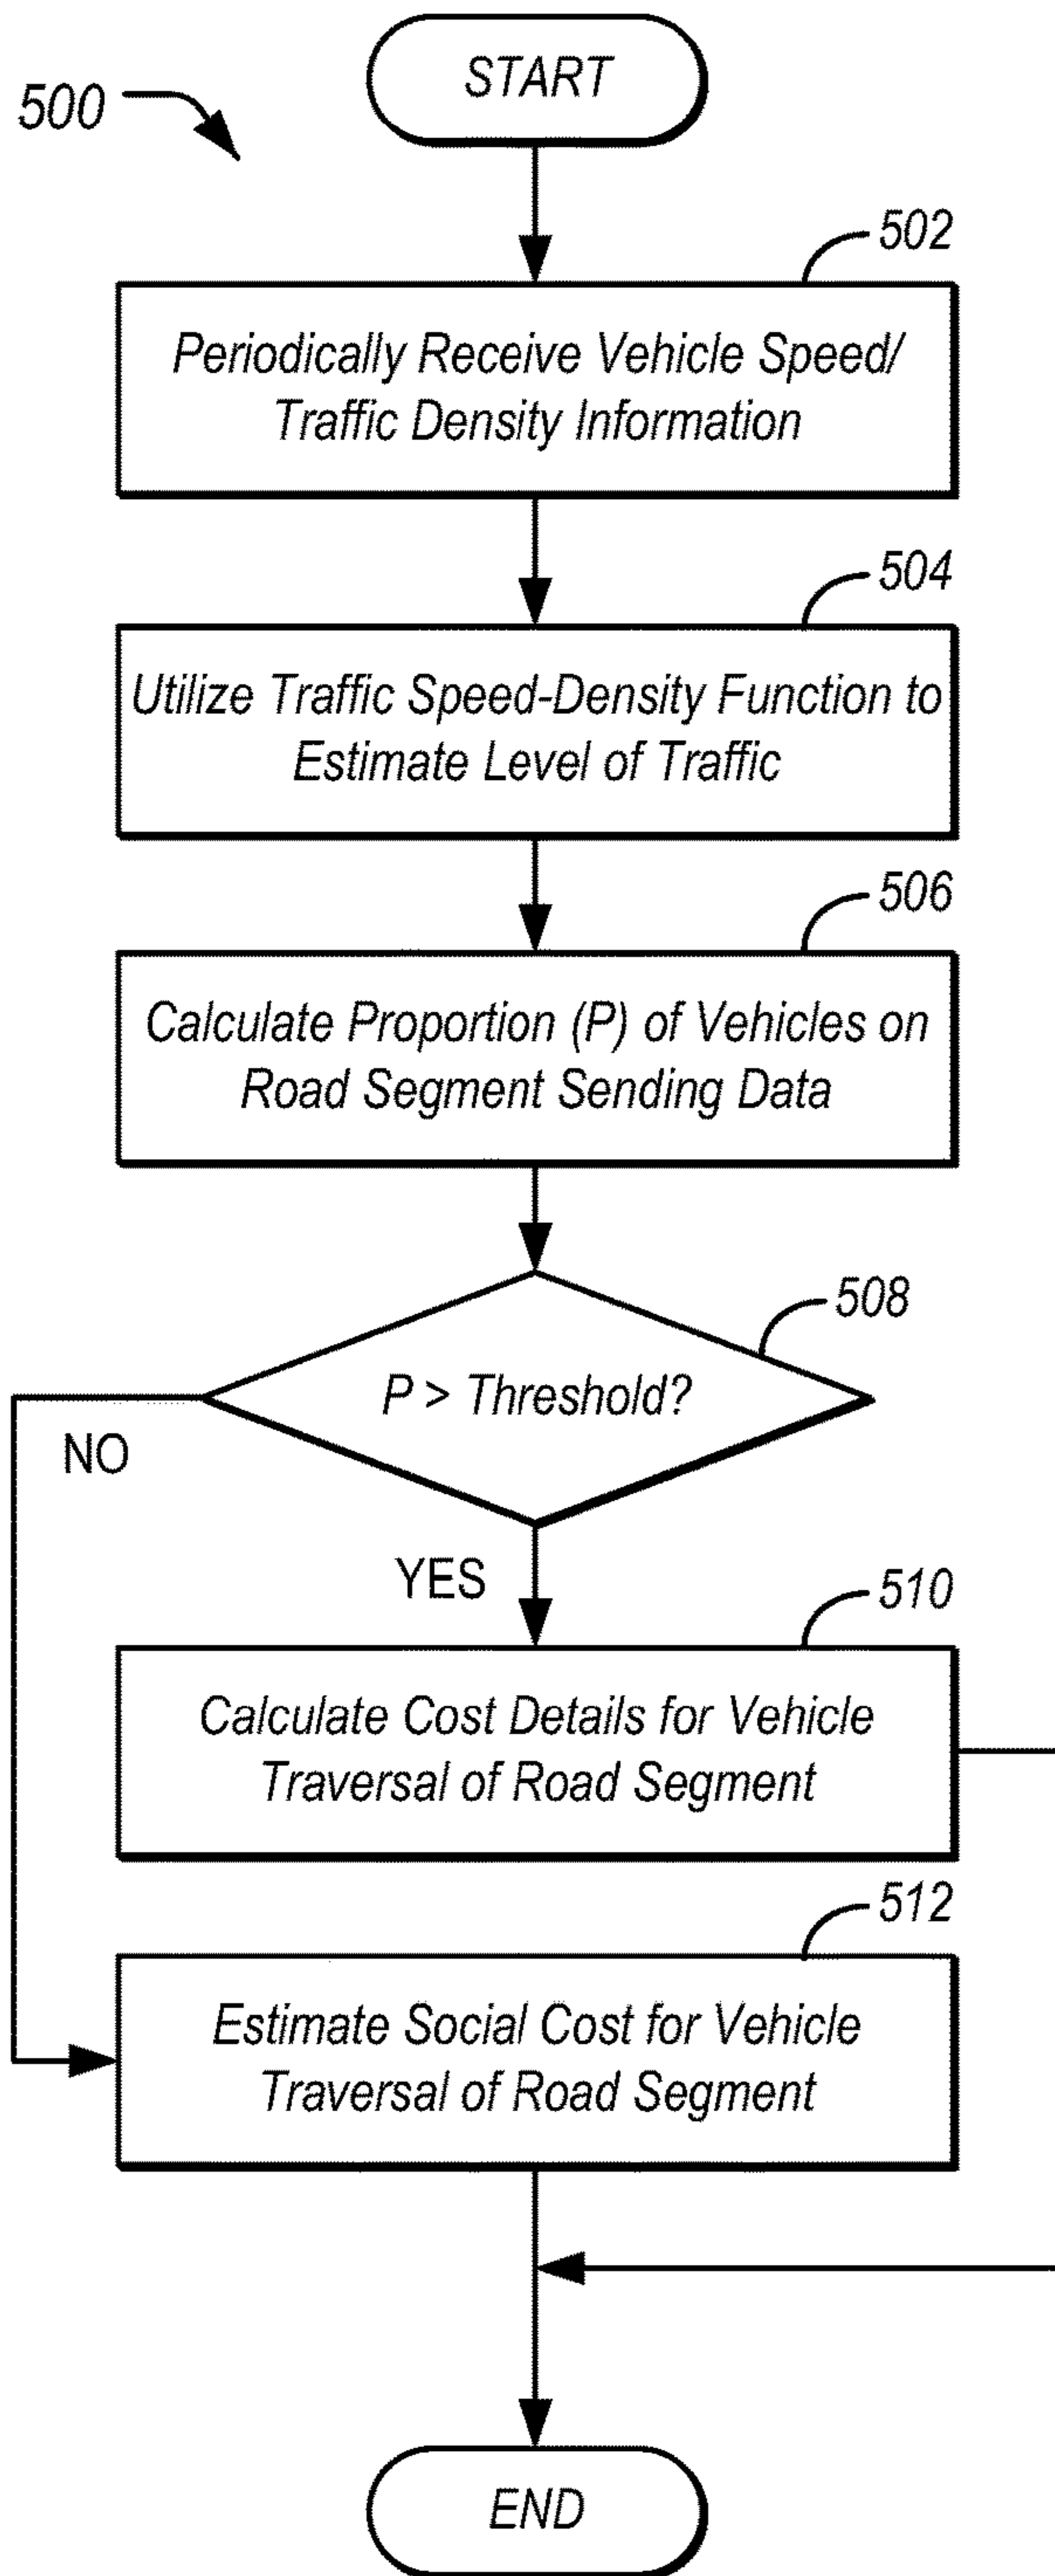 START
500
502
Periodically Receive Vehicle Speed/
Traffic Density Information
504
Utilize Traffic Speed-Density Function to
Estimate Level of Traffic
506
Calculate Proportion (P) of Vehicles on
Road Segment Sending Data
508
P > Threshold?
NO
YES
510
Calculate Cost Details for Vehicle
Traversal of Road Segment
512
Estimate Social Cost for Vehicle
Traversal of Road Segment
END